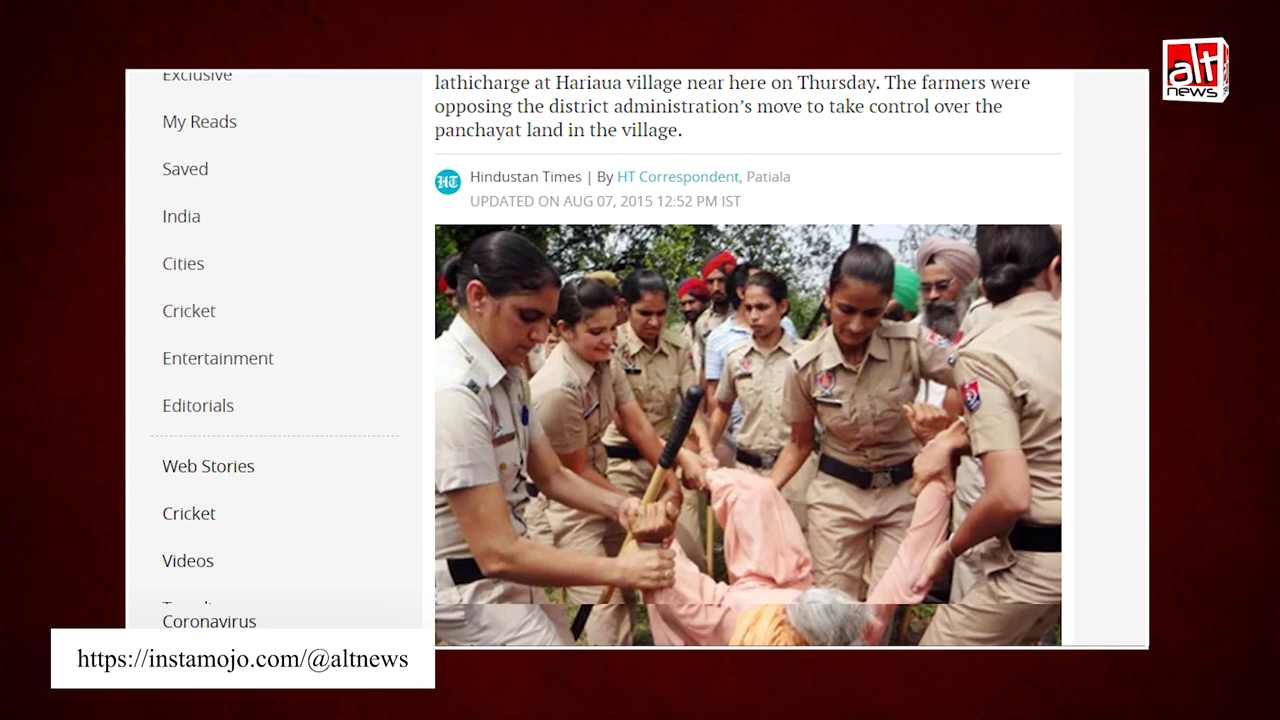 Exclusive
My Reads
Saved
India
Cities
Cricket
Entertainment
Editorials
Web Stories
Cricket
Videos
Coronavirus
lathicharge at Hariaua village near here on Thursday. The farmers were
opposing the district administration's move to take control over the
panchayat land in the village.
HT
Hindustan Times | By HT Correspondent, Patiala
UPDATED ON AUG 07, 2015 12:52 PM IST
alt
news
https://instamojo.com/@altnews